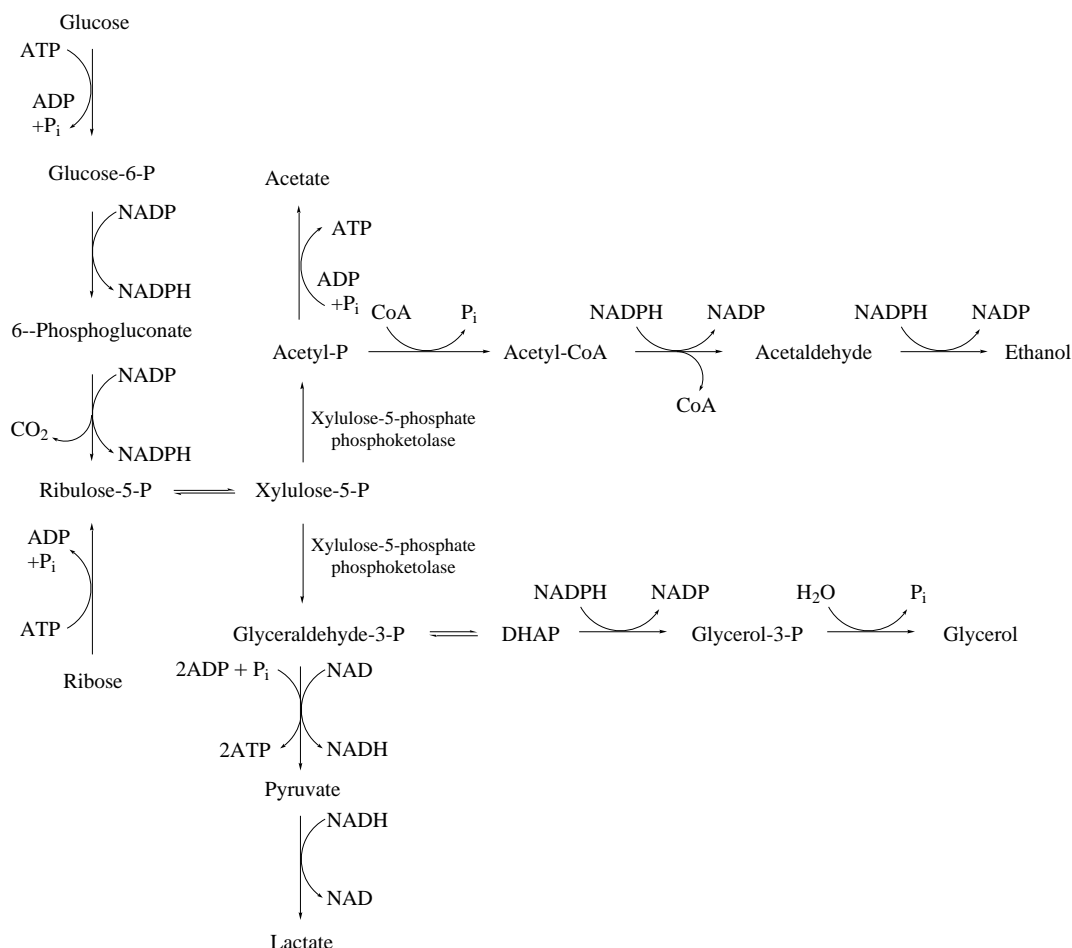 Glucose
ATP
ADP
+Pi
Glucose-6-P
Acetate
NADP
ATP
NADPH
ADP
+Pi
CoA
Pi
NADPH
NADP
NADPH
NADP
6--Phosphogluconate
Acetyl-P
Acetyl-CoA
Acetaldehyde
Ethanol
NADP
CoA
CO2
NADPH
Xylulose-5-phosphate
phosphoketolase
Ribulose-5-P
Xylulose-5-P
ADP
+Pi
Xylulose-5-phosphate
phosphoketolase
ATP
NADPH
NADP
H2O
Pi
Glyceraldehyde-3-P
DHAP
Glycerol-3-P
Glycerol
Ribose
2ADP + Pi
NAD
2ATP
NADH
Pyruvate
NADH
NAD
Lactate